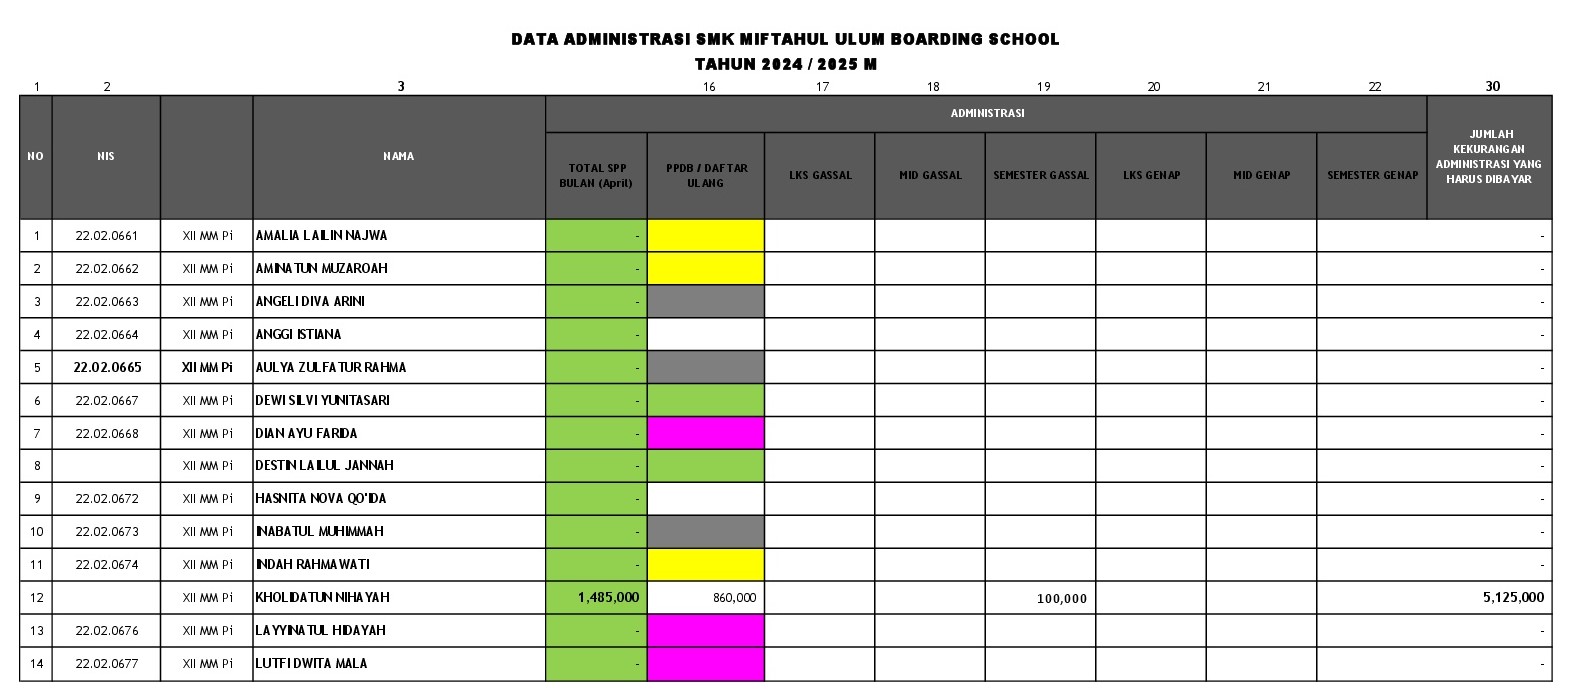 DATA ADMINISTRASI SMK MIFTAHUL ULUM BOARDING SCHOOL
TAHUN 2024 / 2025 M
1 2 3 16 17 18 19 20 21 22 30
NO NIS NAMA ADMINISTRASI JUMLAH KEKURANGAN ADMINISTRASI YANG HARUS DIBAYAR
TOTAL SPP BULAN (April) PPDB / DAFTAR ULANG LKS GASSAL MID GASSAL SEMESTER GASSAL LKS GENAP MID GENAP SEMESTER GENAP
1 22.02.0661 XII MM Pi AMALIA LAILIN NAJWA - -
2 22.02.0662 XII MM Pi AMINATUN MUZAROAH - -
3 22.02.0663 XII MM Pi ANGELI DIVA ARINI - -
4 22.02.0664 XII MM Pi ANGGI ISTIANA - -
5 22.02.0665 XII MM Pi AULYA ZULFATUR RAHMA - -
6 22.02.0667 XII MM Pi DEWI SILVI YUNITASARI - -
7 22.02.0668 XII MM Pi DIAN AYU FARIDA - -
8 XII MM Pi DESTIN LAILUL JANNAH - -
9 22.02.0672 XII MM Pi HASNITA NOVA QO'IDA - -
10 22.02.0673 XII MM Pi INABATUL MUHIMMAH - -
11 22.02.0674 XII MM Pi INDAH RAHMAWATI - -
12 XII MM Pi KHOLIDATUN NIHAYAH 1,485,000 860,000 100,000 5,125,000
13 22.02.0676 XII MM Pi LAYYINATUL HIDAYAH - -
14 22.02.0677 XII MM Pi LUTFI DWITA MALA - -